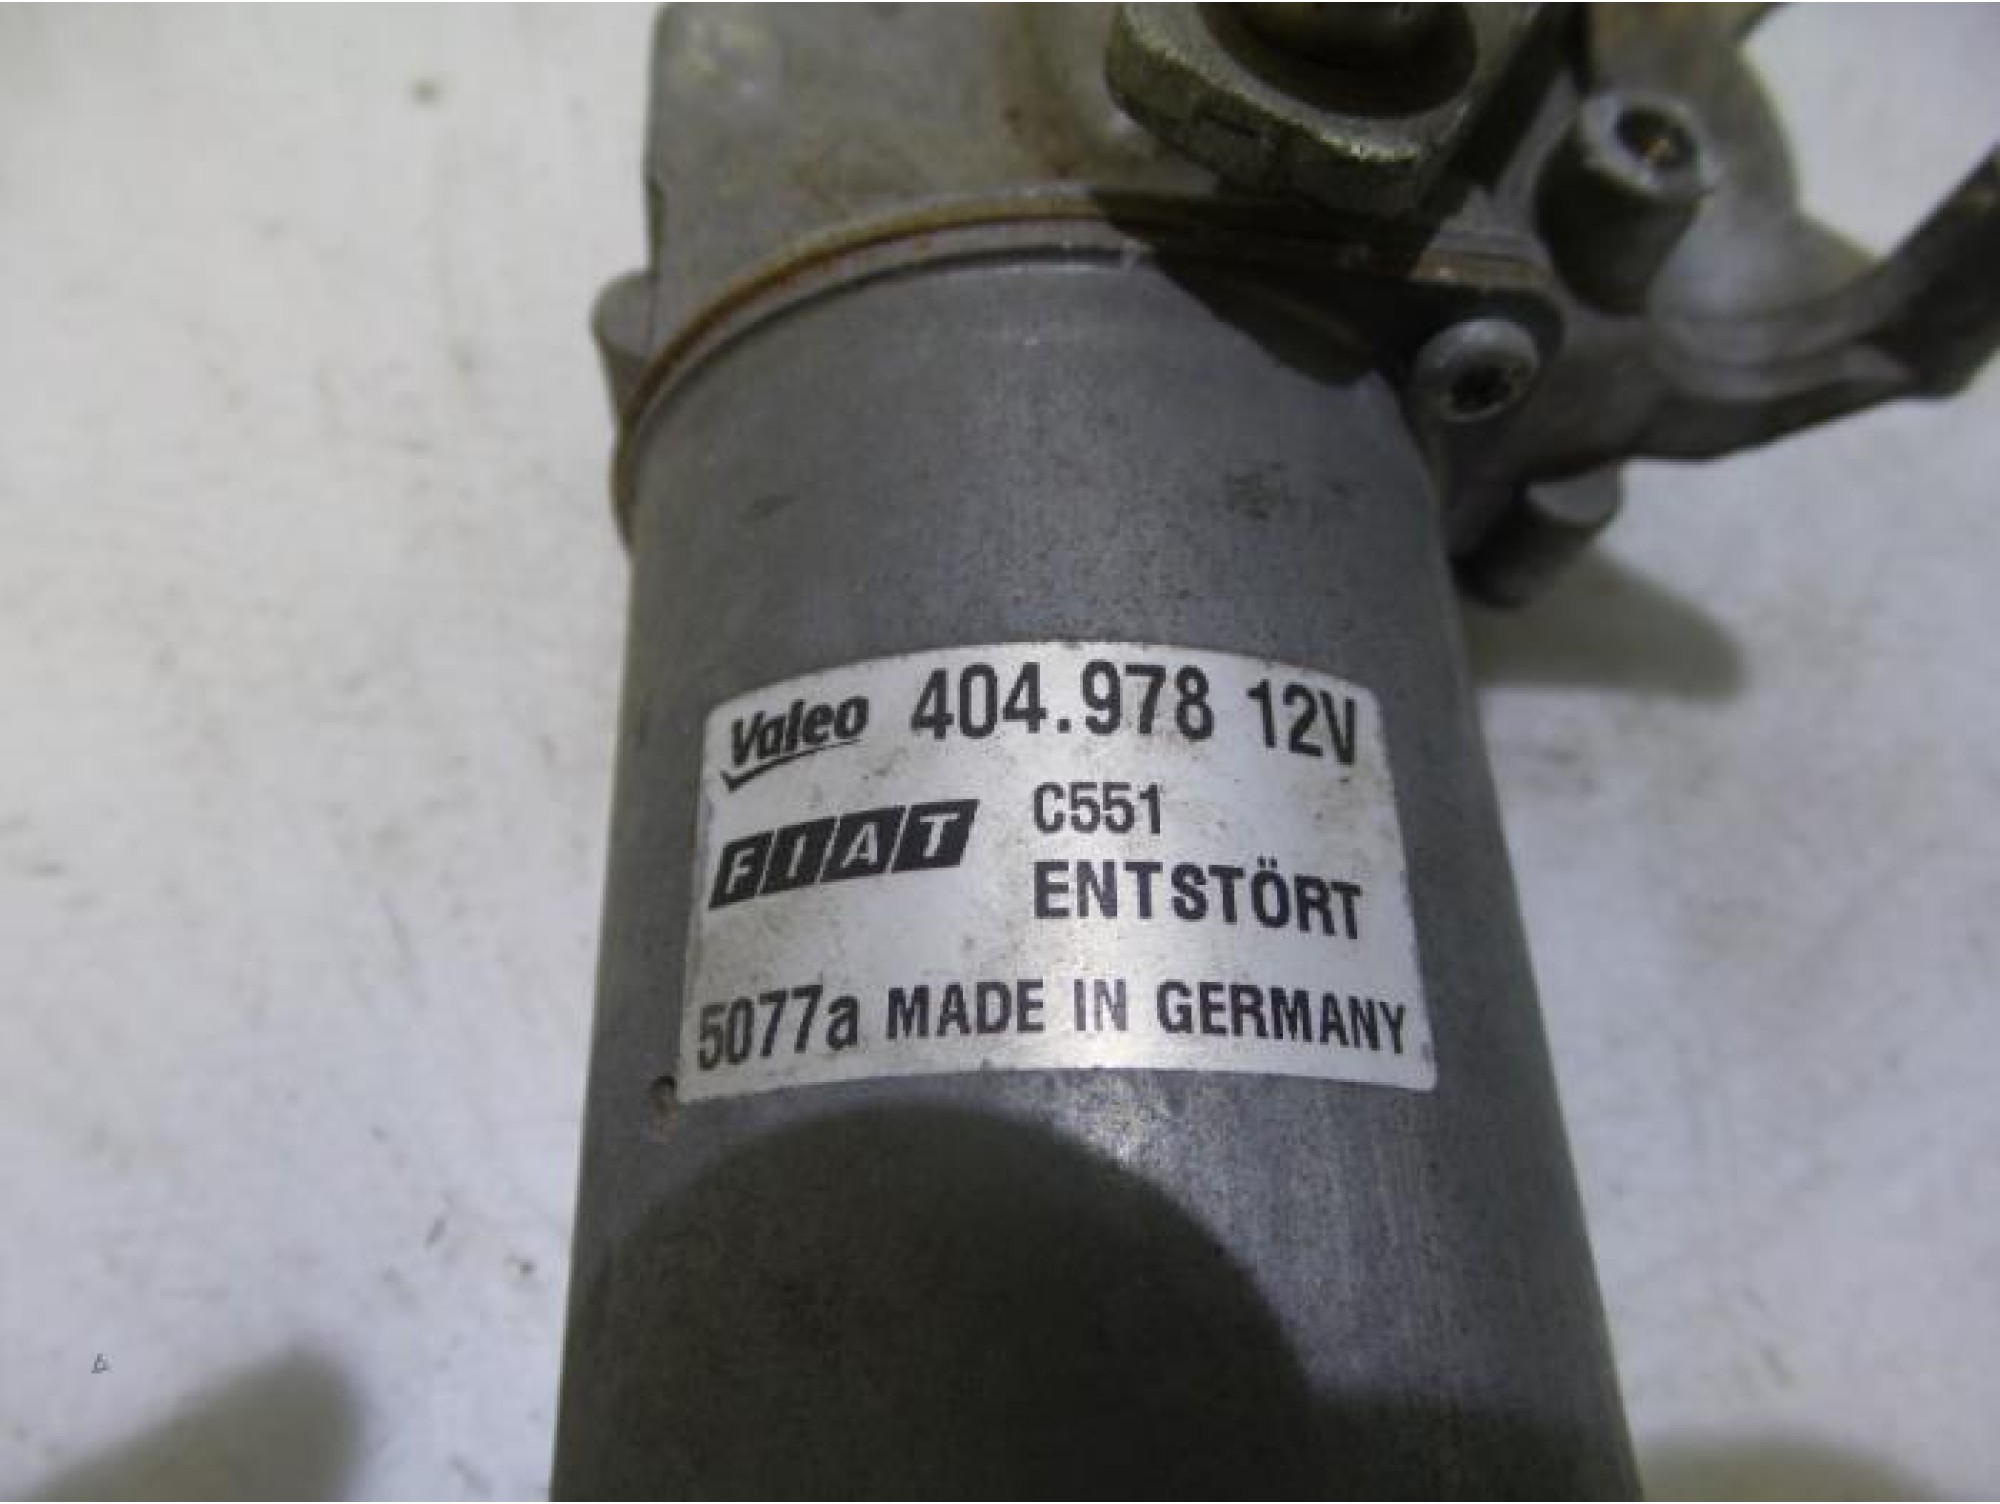 Valeo 404.978 12V
FIAT C551
ENTSTÖRT
5077a MADE IN GERMANY